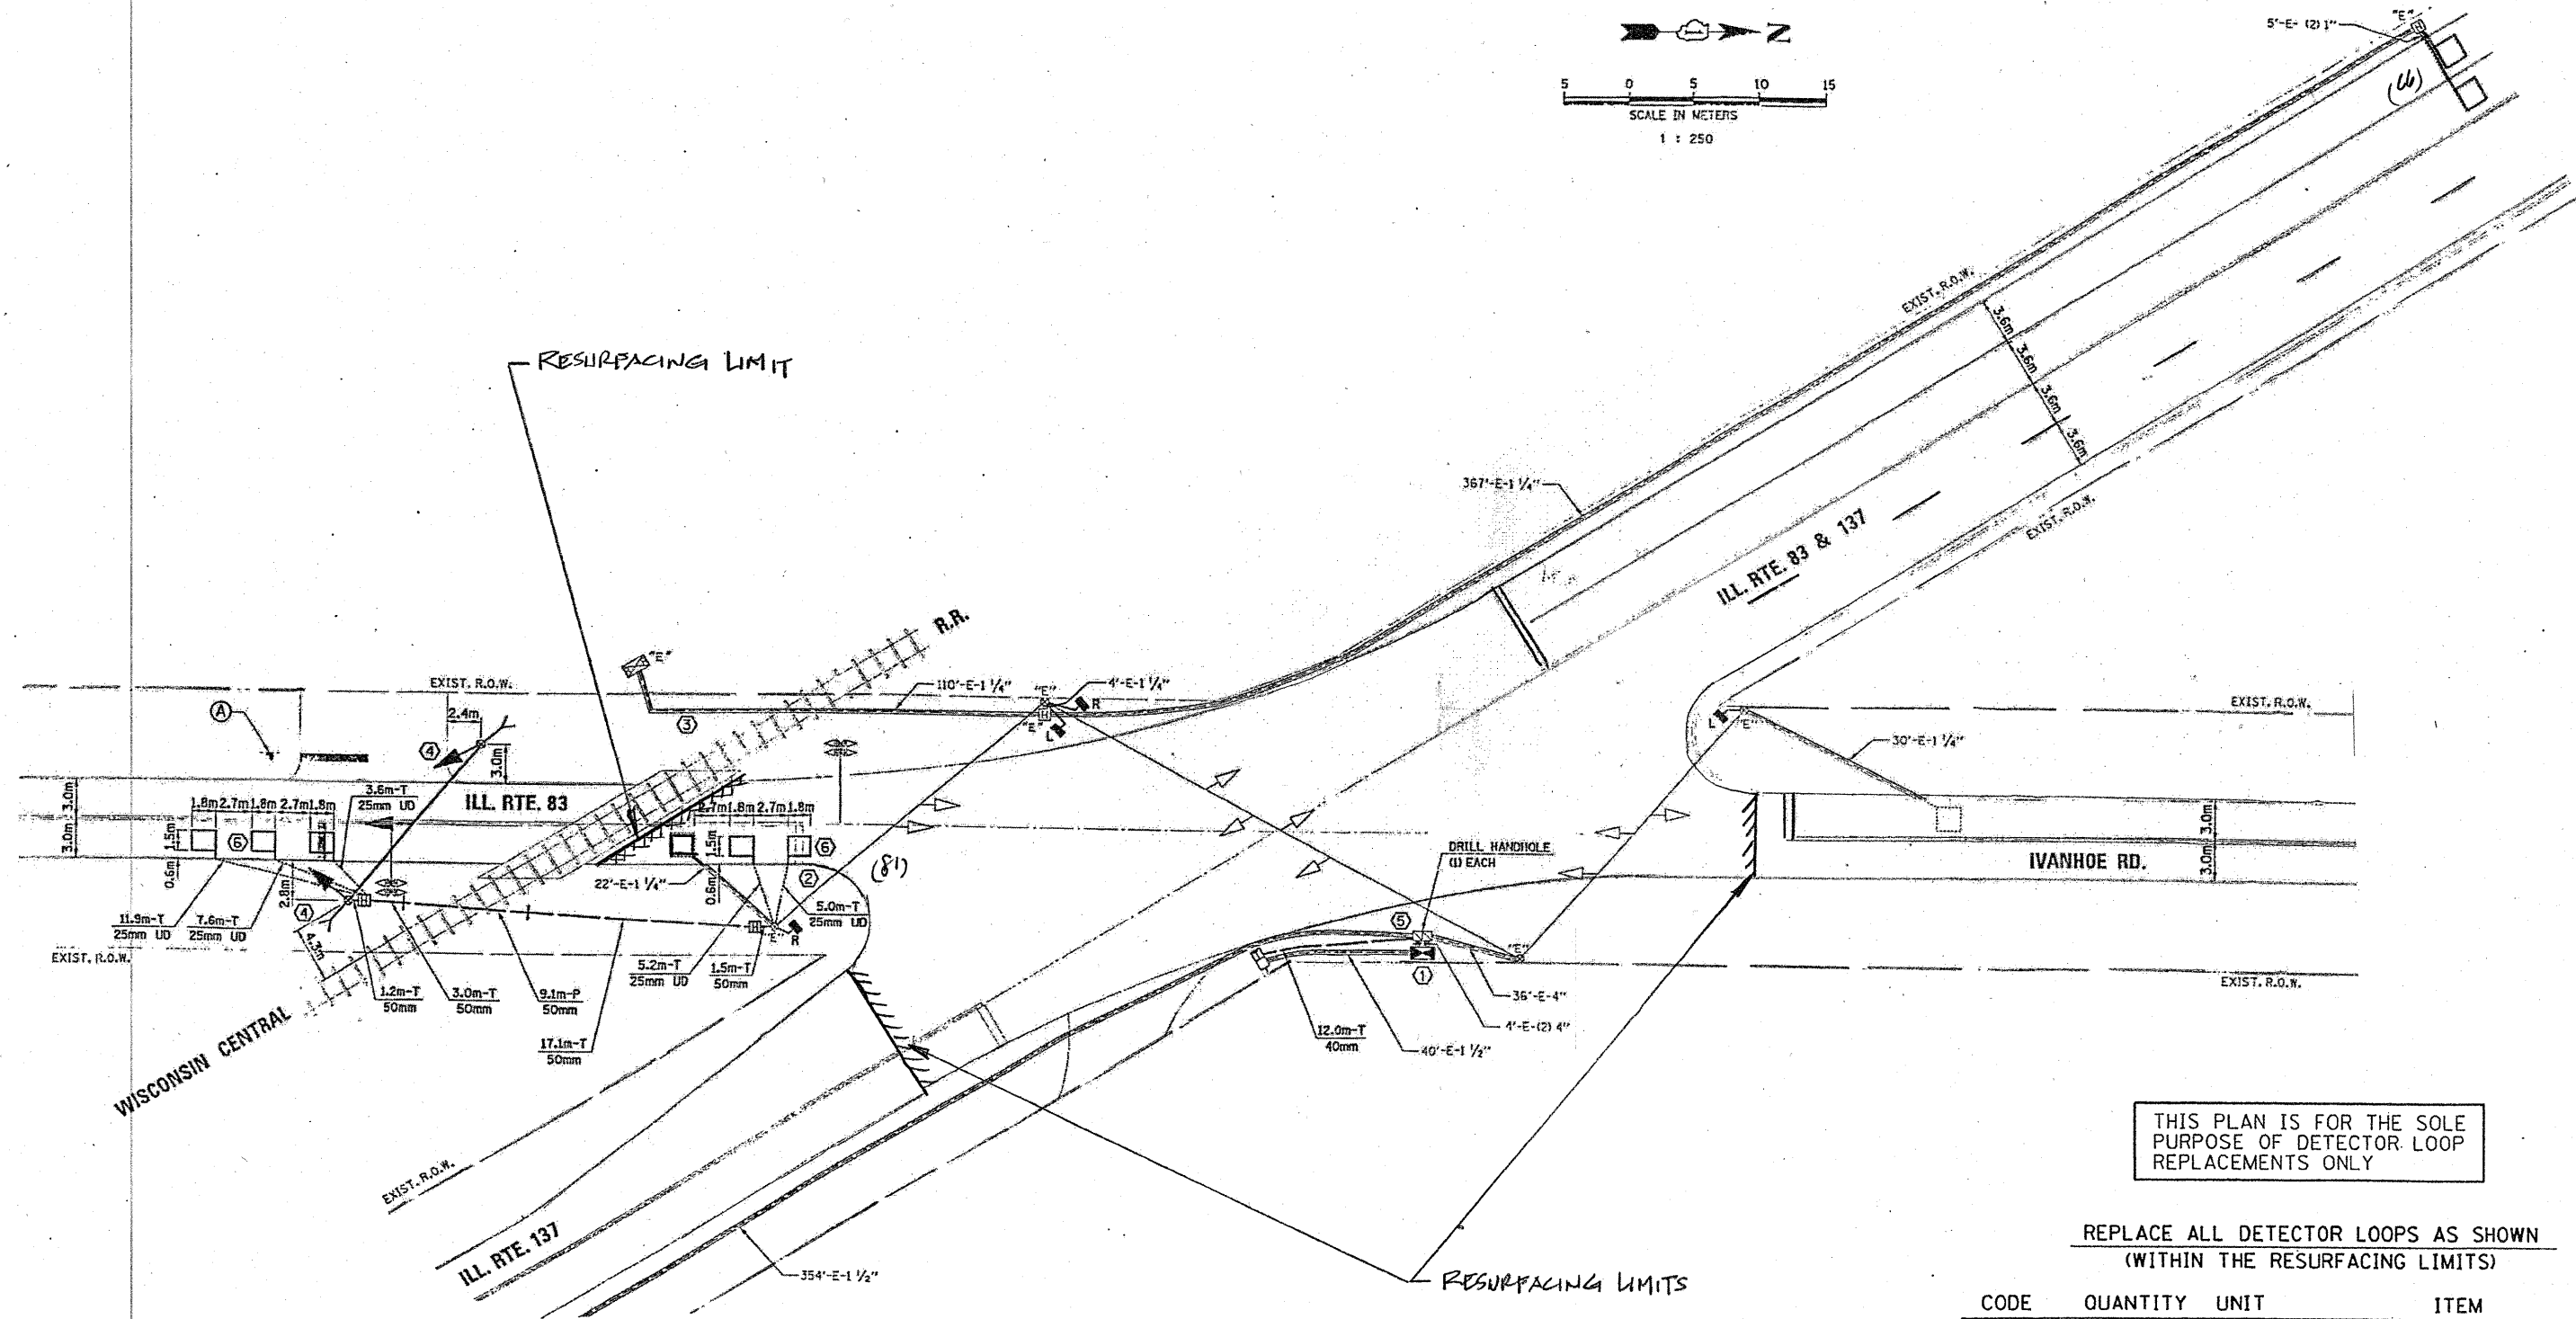 N
5 0 5 10 15
SCALE IN METERS
1 : 250
5'-E- (2) 1"
"E"
(66)
RESURFACING LIMIT
EXIST. R.O.W.
3.6m
3.6m
3.6m
3.6m
367'-E-1 1/4"
ILL. RTE. 83 & 137
EXIST. R.O.W.
R.R.
"E"
EXIST. R.O.W.
110'-E-1 1/4"
"E"
4'-E-1 1/4"
R
"E"
L
A
2.4m
3
4
3.0m
L
"E"
EXIST. R.O.W.
30'-E-1 1/4"
3.0m
3.0m
3.6m-T
25mm UD
ILL. RTE. 83
1.8m 2.7m 1.8m 2.7m 1.8m
2.7m 1.8m 2.7m 1.8m
1.5m
6
1.5m
6
0.6m
2.8m
22'-E-1 1/4"
0.6m
2
(81)
DRILL HANDHOLE
(1) EACH
IVANHOE RD.
3.0m
3.0m
4
11.9m-T
25mm UD
7.6m-T
25mm UD
5.0m-T
25mm UD
"E"
R
5
"E"
4.3m
EXIST. R.O.W.
5.2m-T
25mm UD
1.5m-T
50mm
1
EXIST. R.O.W.
1.2m-T
50mm
3.0m-T
50mm
9.1m-P
50mm
36'-E-4"
4'-E-(2) 4"
17.1m-T
50mm
12.0m-T
40mm
40'-E-1 1/2"
WISCONSIN CENTRAL
EXIST. R.O.W.
ILL. RTE. 137
354'-E-1 1/2"
RESURFACING LIMITS
THIS PLAN IS FOR THE SOLE
PURPOSE OF DETECTOR LOOP
REPLACEMENTS ONLY
REPLACE ALL DETECTOR LOOPS AS SHOWN
(WITHIN THE RESURFACING LIMITS)
CODE QUANTITY UNIT ITEM